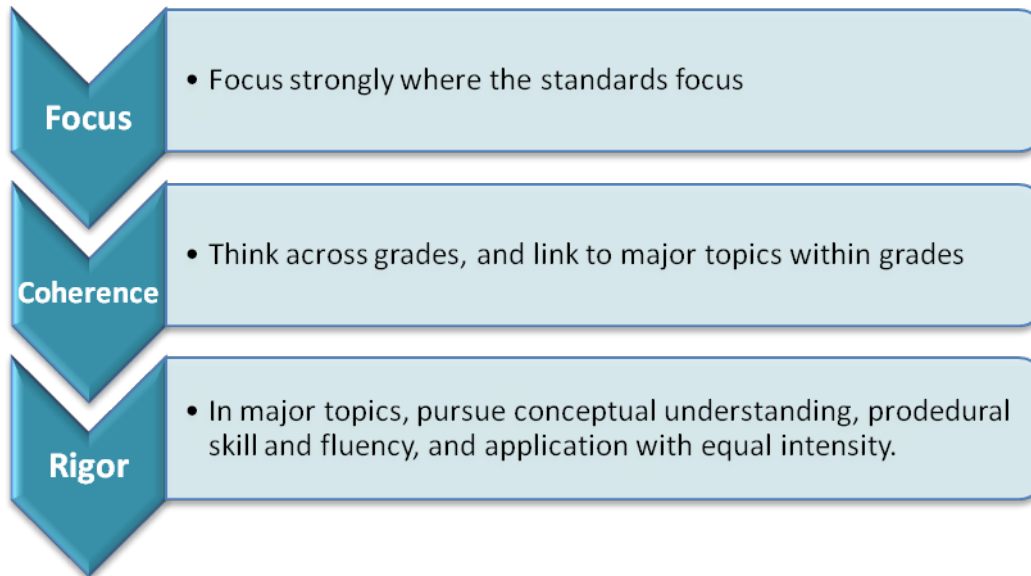 Focus
• Focus strongly where the standards focus
Coherence
• Think across grades, and link to major topics within grades
Rigor
• In major topics, pursue conceptual understanding, prodedural
skill and fluency, and application with equal intensity.